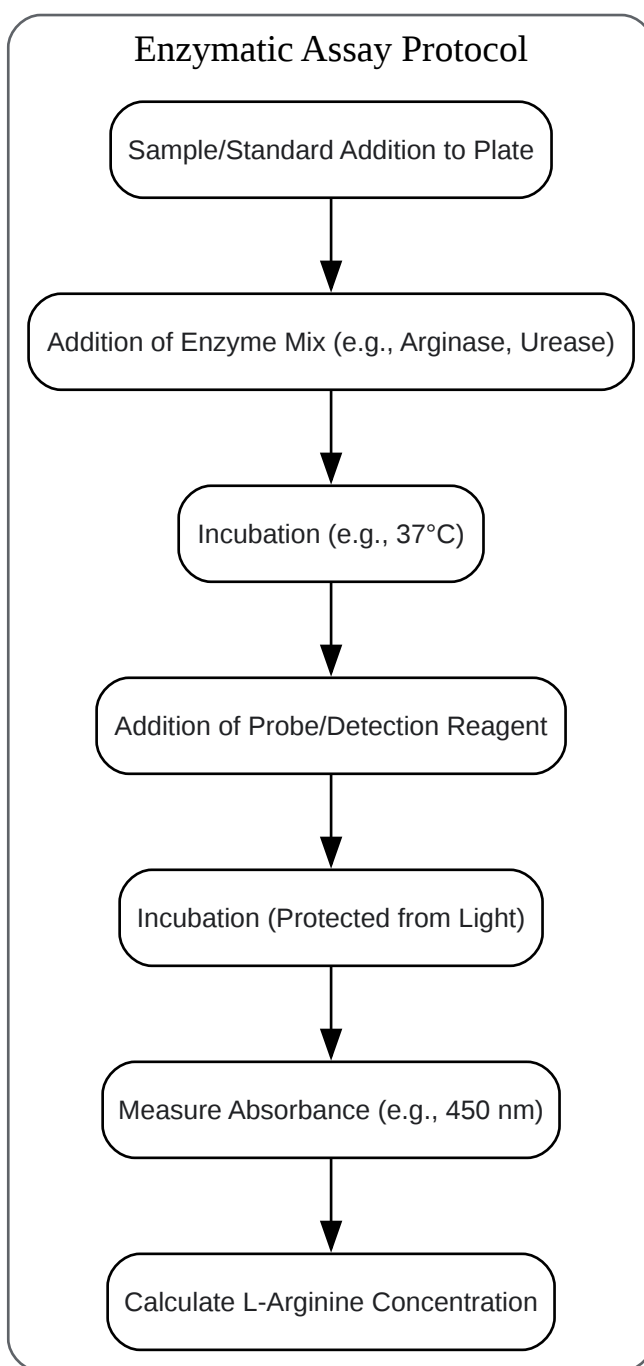 Enzymatic Assay Protocol
Sample/Standard Addition to Plate
Addition of Enzyme Mix (e.g., Arginase, Urease)
Incubation (e.g., 37°C)
Addition of Probe/Detection Reagent
Incubation (Protected from Light)
Measure Absorbance (e.g., 450 nm)
Calculate L-Arginine Concentration